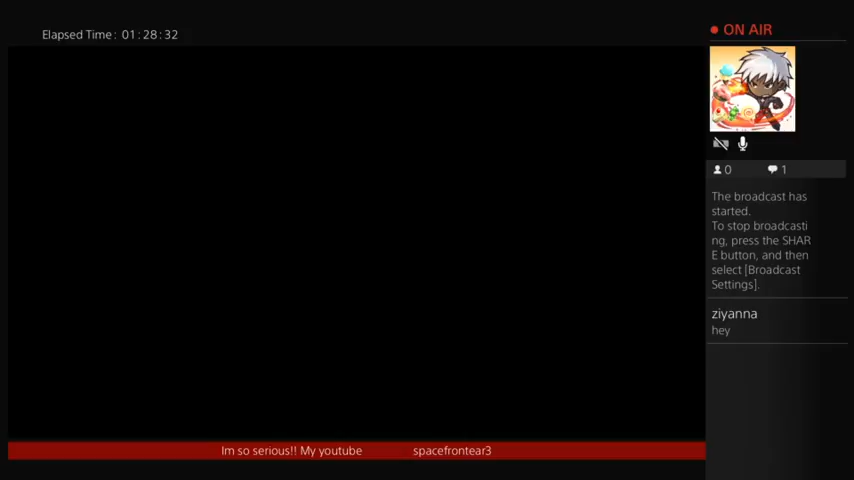 Elapsed Time: 01:28:32
ON AIR
0 1
The broadcast has
started.
To stop broadcasti
ng, press the SHAR
E button, and then
select [Broadcast
Settings].
ziyanna
hey
Im so serious!! My youtube spacefrontear3